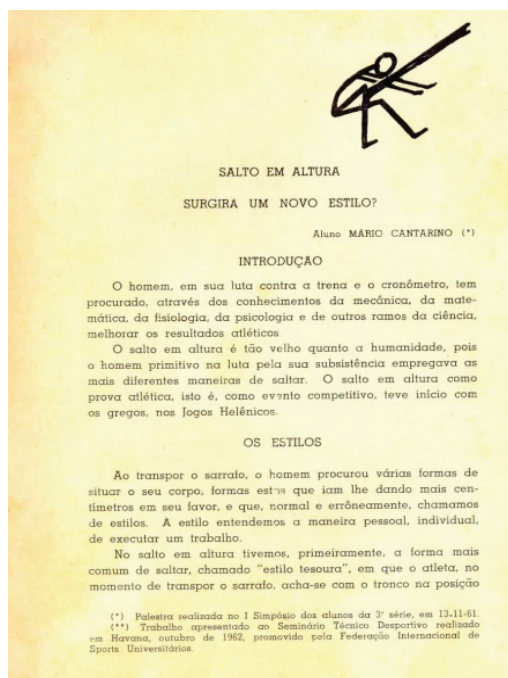 SALTO EM ALTURA
SURGIRÁ UM NOVO ESTILO?
Aluno MÁRIO CANTARINO (*)
INTRODUÇÃO
O homem, em sua luta contra a trena e o cronômetro, tem
procurado, através dos conhecimentos da mecânica, da mate-
mática, da fisiologia, da psicologia e de outros ramos da ciência,
melhorar os resultados atléticos
O salto em altura é tão velho quanto a humanidade, pois
o homem primitivo na luta pela sua subsistência empregava as
mais diferentes maneiras de saltar. O salto em altura como
prova atlética, isto é, como evento competitivo, teve início com
os gregos, nos Jogos Helênicos.
OS ESTILOS
Ao transpor o sarrafo, o homem procurou várias formas de
situar o seu corpo, formas estas que iam lhe dando mais cen-
tímetros em seu favor, e que, normal e errôneamente, chamamos
de estilos. A estilo entendemos a maneira pessoal, individual,
de executar um trabalho.
No salto em altura tivemos, primeiramente, a forma mais
comum de saltar, chamado "estilo tesoura", em que o atleta, no
momento de transpor o sarrafo, acha-se com o tronco na posição
(*) Palestra realizada no I Simpósio dos alunos da 3ª série, em 13-11-61.
(**) Trabalho apresentado ao Seminário Técnico Desportivo realizado
em Havana, outubro de 1962, promovido pela Federação Internacional de
Sports Universitários.